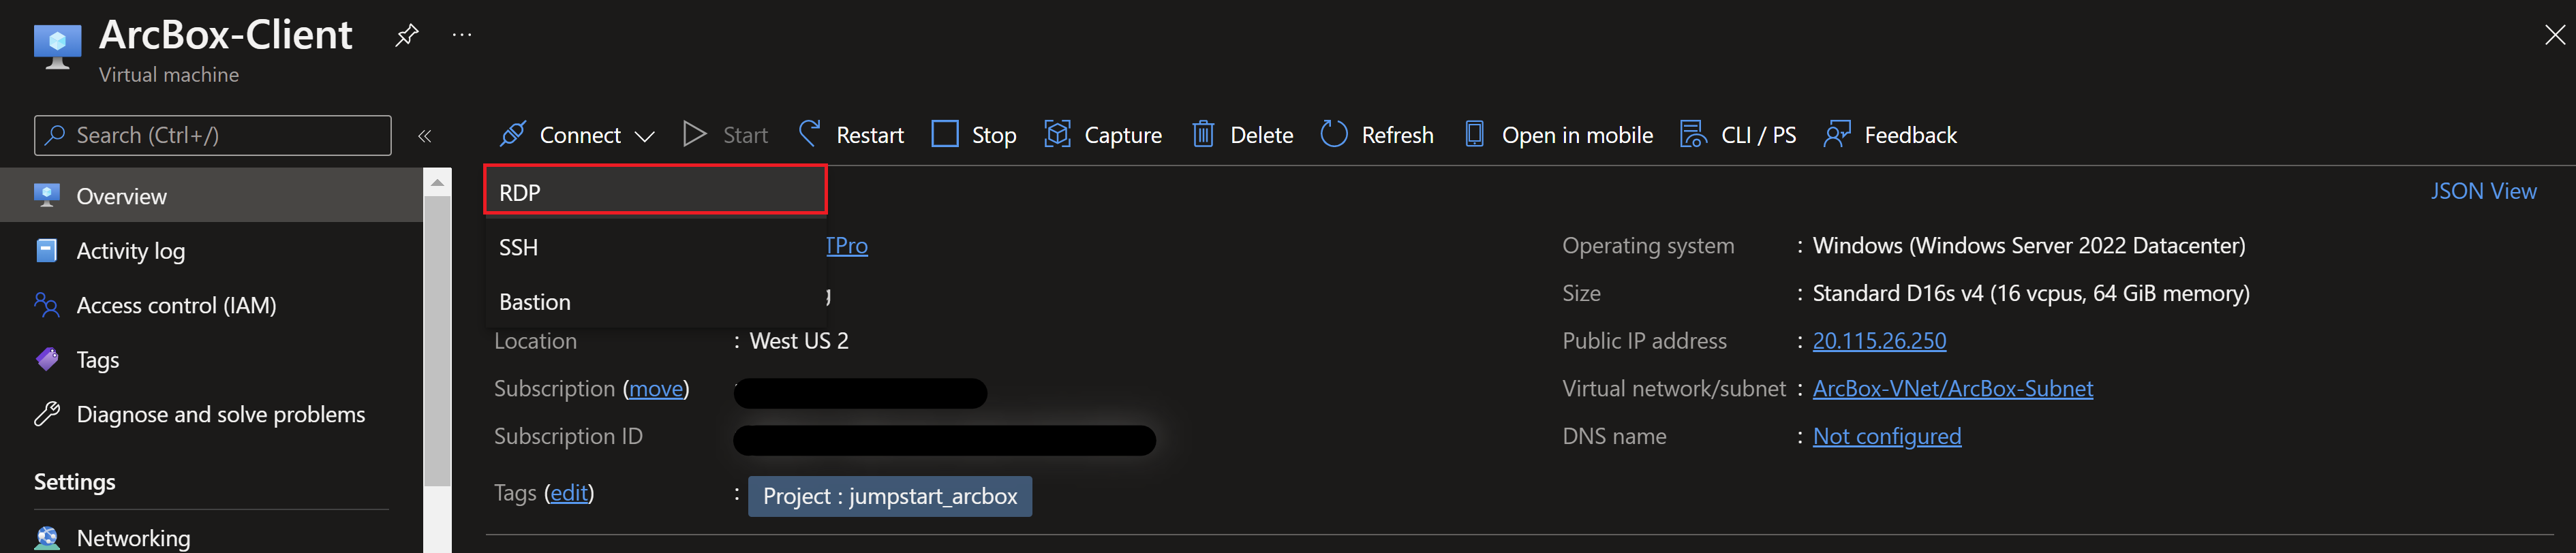 ArcBox-Client
Virtual machine
Search (Ctrl+/)
Overview
Activity log
Access control (IAM)
Tags
Diagnose and solve problems
Settings
Networking
Connect Start Restart Stop Capture Delete Refresh Open in mobile CLI / PS Feedback
RDP
SSH
Bastion
JSON View
TPro
Location : West US 2
Subscription (move) :
Subscription ID
Tags (edit) : Project : jumpstart_arcbox
Operating system : Windows (Windows Server 2022 Datacenter)
Size : Standard D16s v4 (16 vcpus, 64 GiB memory)
Public IP address : 20.115.26.250
Virtual network/subnet : ArcBox-VNet/ArcBox-Subnet
DNS name : Not configured